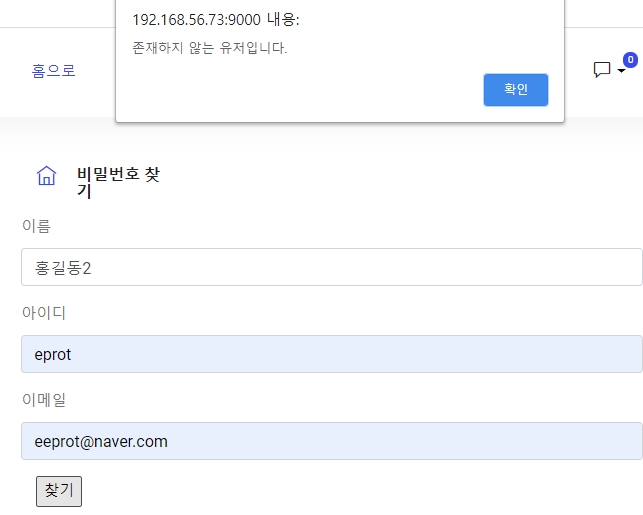 192.168.56.73:9000 내용:
존재하지 않는 유저입니다.
확인
홈으로
0
비밀번호 찾
기
이름
홍길동2
아이디
eprot
이메일
eeprot@naver.com
찾기